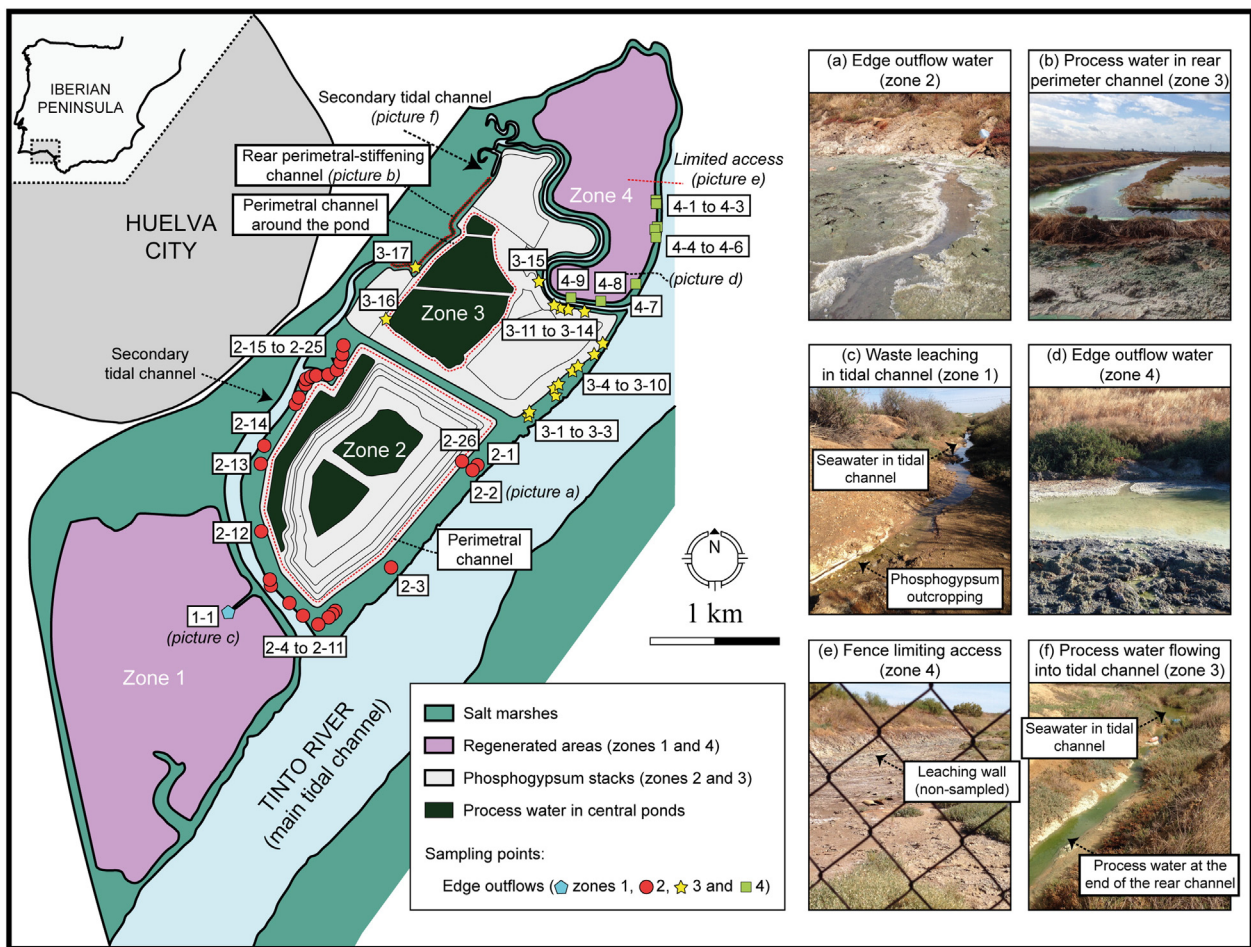 IBERIAN
PENINSULA
HUELVA
CITY
Secondary tidal channel
(picture f)
Rear perimetral-stiffening
channel (picture b)
Perimetral channel
around the pond
Limited access
(picture e)
Zone 4
4-1 to 4-3
4-4 to 4-6
(picture d)
4-7
4-8
4-9
3-15
3-17
3-16
Zone 3
3-11 to 3-14
3-4 to 3-10
3-1 to 3-3
2-15 to 2-25
Secondary
tidal channel
2-14
2-13
2-12
Zone 2
2-26
2-1
2-2 (picture a)
Perimetral
channel
2-3
2-4 to 2-11
1-1
(picture c)
Zone 1
TINTO RIVER
(main tidal channel)
N
1 km
Salt marshes
Regenerated areas (zones 1 and 4)
Phosphogypsum stacks (zones 2 and 3)
Process water in central ponds
Sampling points:
Edge outflows ( zones 1, 2, 3 and 4)
(a) Edge outflow water
(zone 2)
(b) Process water in rear
perimeter channel (zone 3)
(c) Waste leaching
in tidal channel (zone 1)
Seawater in tidal
channel
Phosphogypsum
outcropping
(d) Edge outflow water
(zone 4)
(e) Fence limiting access
(zone 4)
Leaching wall
(non-sampled)
(f) Process water flowing
into tidal channel (zone 3)
Seawater in tidal
channel
Process water at the
end of the rear channel